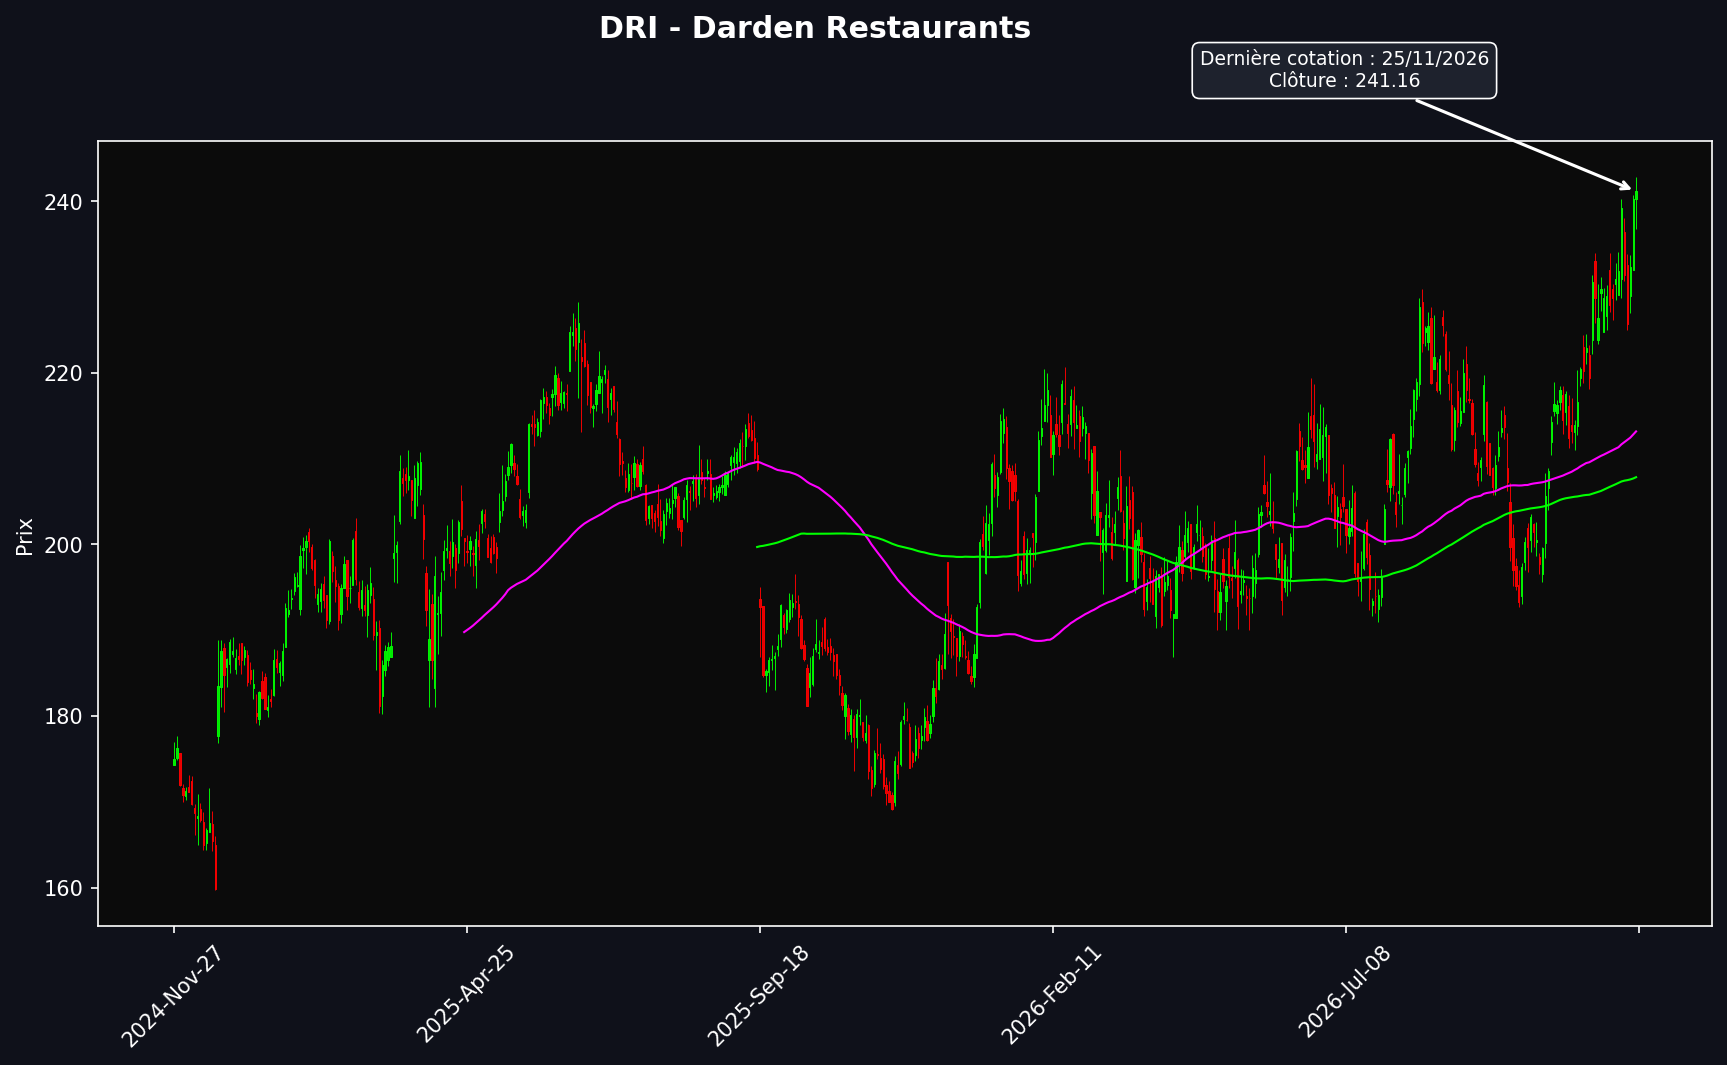 DRI - Darden Restaurants
Dernière cotation : 25/11/2026
Clôture : 241.16
Prix
240
220
200
180
160
2024-Nov-27
2025-Apr-25
2025-Sep-18
2026-Feb-11
2026-Jul-08